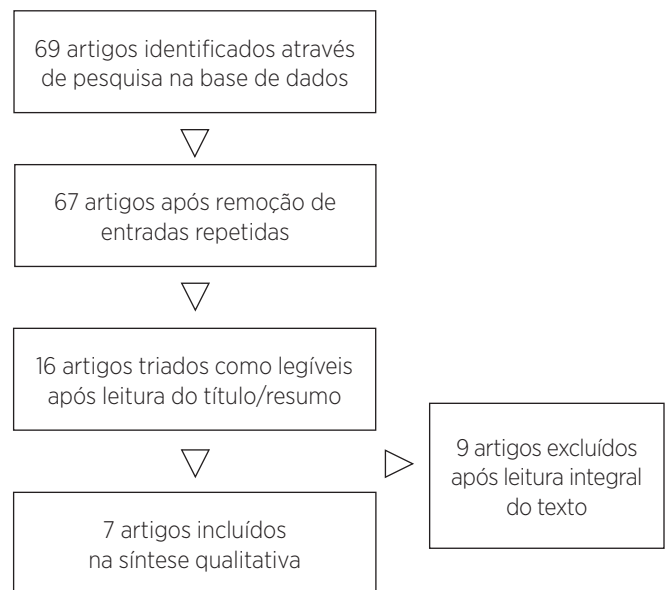 69 artigos identificados através
de pesquisa na base de dados
67 artigos após remoção de
entradas repetidas
16 artigos triados como legíveis
após leitura do título/resumo
9 artigos excluídos
após leitura integral
do texto
7 artigos incluídos
na síntese qualitativa